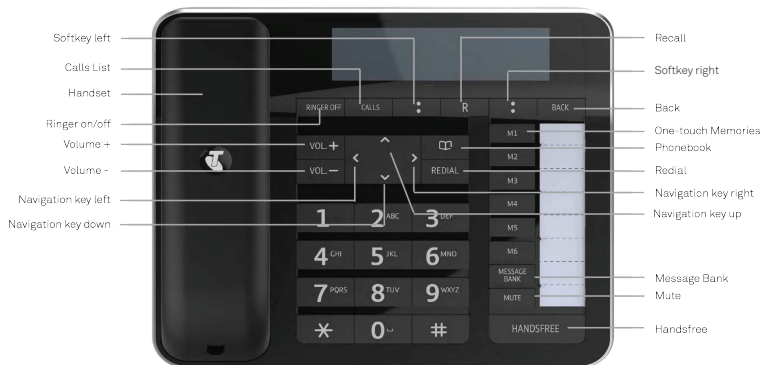 Softkey left
Recall
Calls List
Softkey right
Handset
RINGER OFF CALLS : R : BACK
Back
Ringer on/off
M1
One-touch Memories
Volume +
VOL.+
Phonebook
M2
Volume -
VOL.-
REDIAL
Redial
M3
Navigation key left
Navigation key right
M4
Navigation key up
Navigation key down
1 2 ABC 3 DEF
M5
4 GHI 5 JKL 6 MNO
M6
MESSAGE
BANK
Message Bank
7 PQRS 8 TUV 9 WXYZ
MUTE
Mute
* 0 #
HANDSFREE
Handsfree